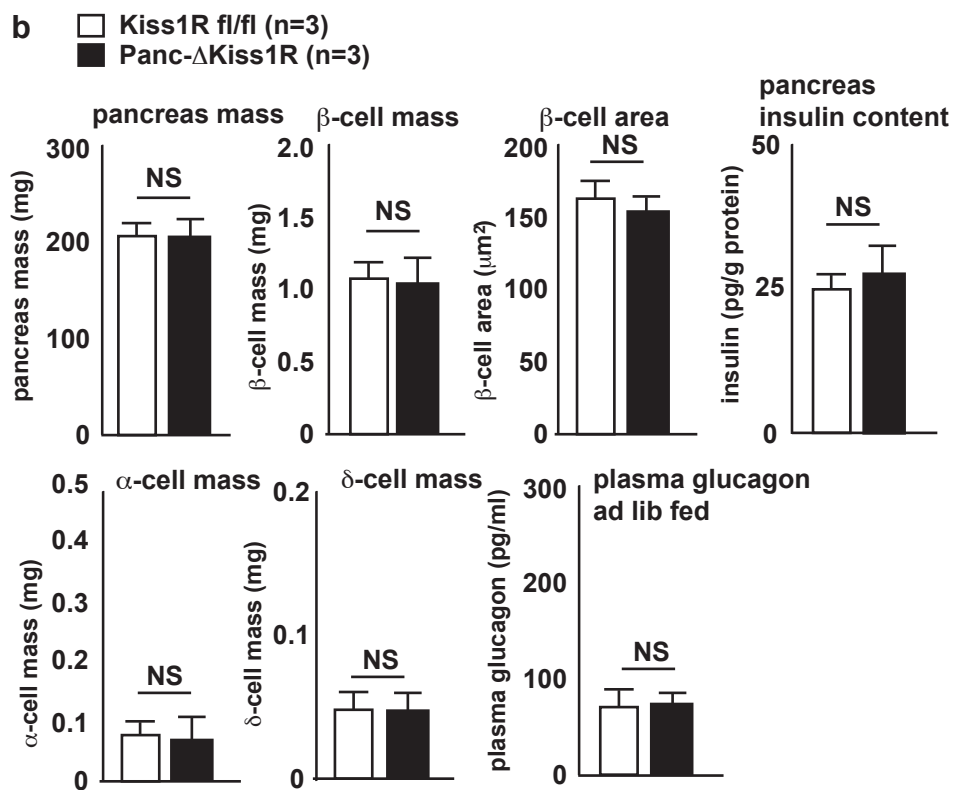 b
Kiss1R fl/fl (n=3)
Panc-ΔKiss1R (n=3)
pancreas mass
pancreas mass (mg)
300
200
100
0
NS
β-cell mass
β-cell mass (mg)
2.0
1.5
1.0
0.5
0
NS
β-cell area
β-cell area (μm²)
200
150
100
50
0
NS
pancreas
insulin content
insulin (pg/g protein)
50
25
0
NS
α-cell mass
α-cell mass (mg)
0.5
0.4
0.3
0.2
0.1
0
NS
δ-cell mass
δ-cell mass (mg)
0.2
0.1
0
NS
plasma glucagon
ad lib fed
plasma glucagon (pg/ml)
300
200
100
0
NS